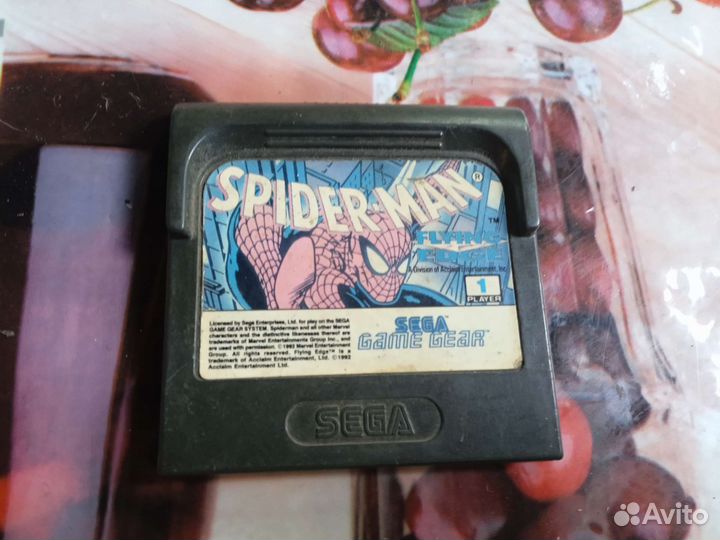 SPIDER-MAN®
™
FLYING
EDGE
A Division of Acclaim Entertainment, Inc.
1
PLAYER
Licensed by Sega Enterprises, Ltd. for play on the SEGA
GAME GEAR SYSTEM. Spiderman and all other Marvel
characters and the distinctive likenesses thereof are
trademarks of Marvel Entertainment Group Inc., and
are used with permission. ©1992 Marvel Entertainment
Group. All rights reserved. Flying Edge™ is a
trademark of Acclaim Entertainment, Ltd. ©1992
Acclaim Entertainment Ltd.
SEGA
GAME GEAR™
SEGA
Avito